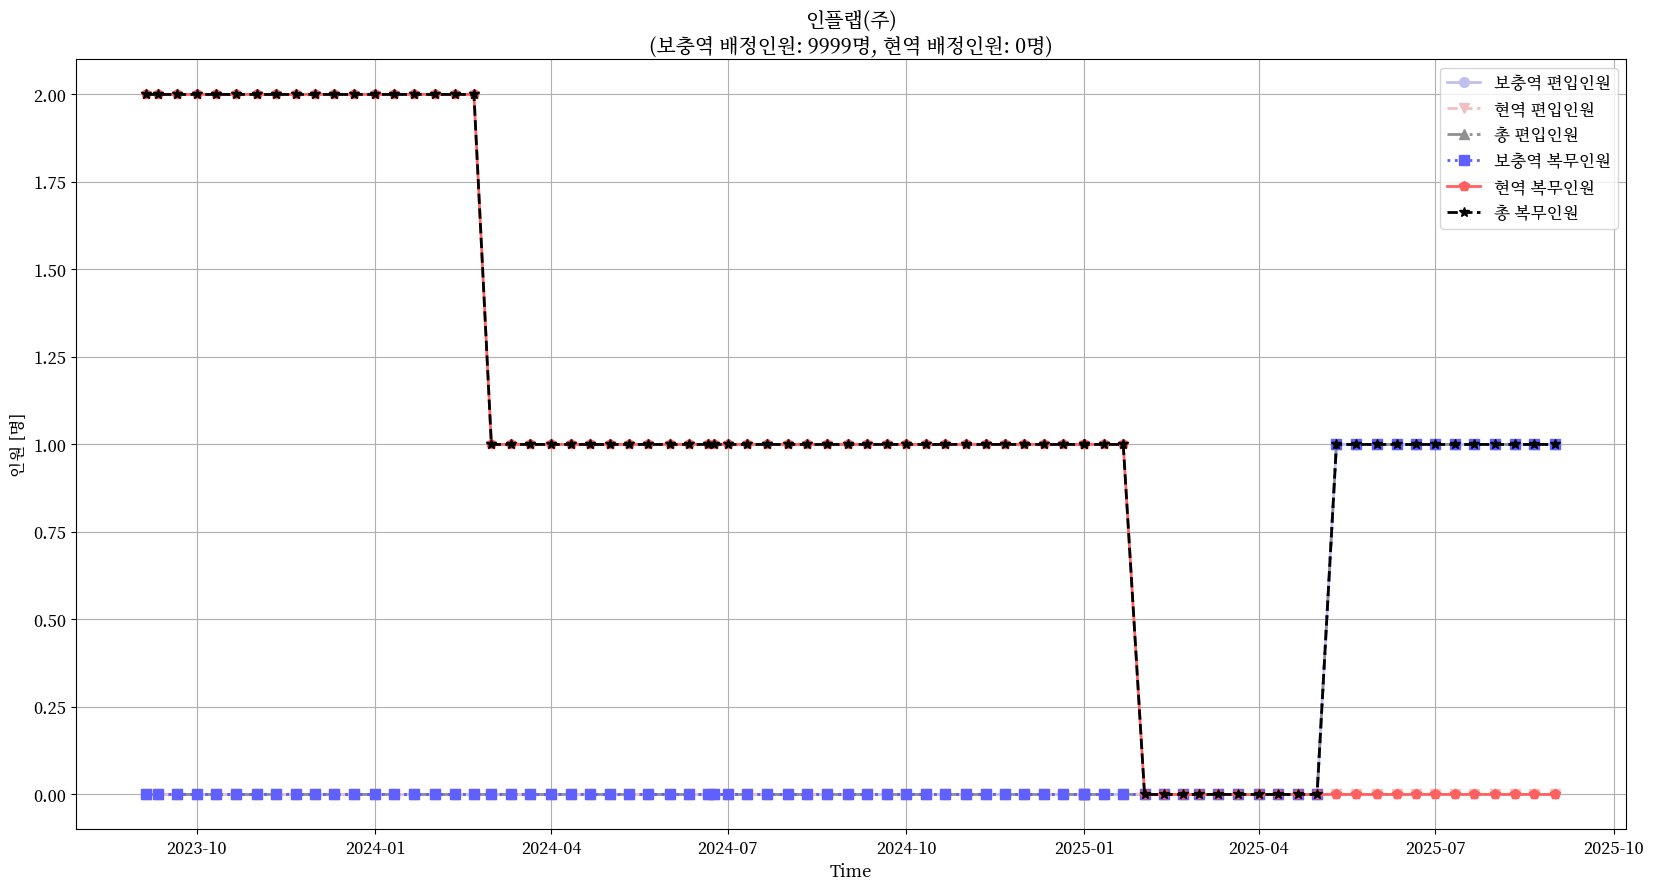 인플랩(주)
(보충역 배정인원: 9999명, 현역 배정인원: 0명)
보충역 편입인원
현역 편입인원
총 편입인원
보충역 복무인원
현역 복무인원
총 복무인원
인원 [명]
2.00
1.75
1.50
1.25
1.00
0.75
0.50
0.25
0.00
2023-10
2024-01
2024-04
2024-07
2024-10
2025-01
2025-04
2025-07
2025-10
Time